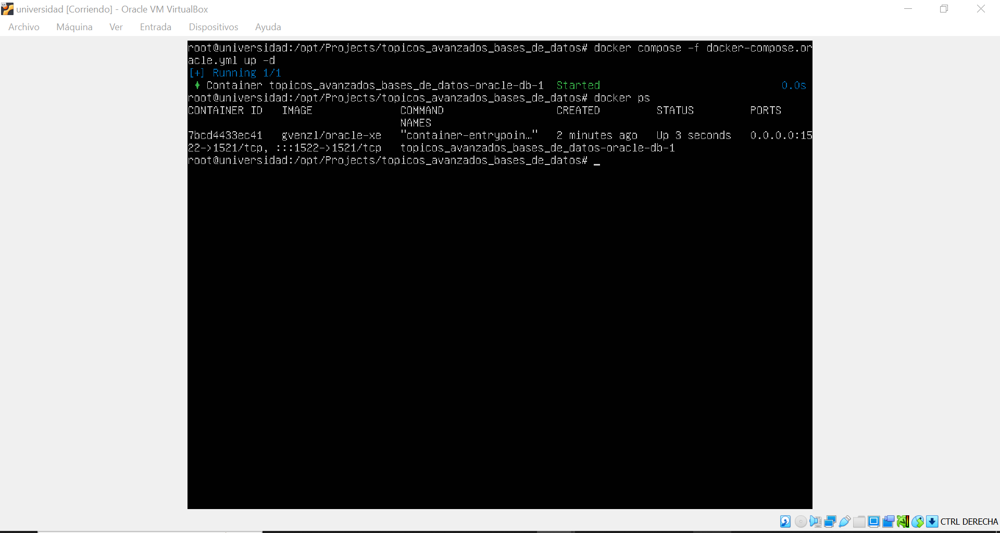 universidad [Corriendo] - Oracle VM VirtualBox
Archivo Máquina Ver Entrada Dispositivos Ayuda
root@universidad:/opt/Projects/topicos_avanzados_bases_de_datos# docker compose -f docker-compose.or
acle.yml up -d
[+] Running 1/1
Container topicos_avanzados_bases_de_datos-oracle-db-1 Started 0.0s
root@universidad:/opt/Projects/topicos_avanzados_bases_de_datos# docker ps
CONTAINER ID IMAGE COMMAND CREATED STATUS PORTS
NAMES
7bcd4433ec41 gvenzl/oracle-xe "container-entrypoin…" 2 minutes ago Up 3 seconds 0.0.0.0:15
22->1521/tcp, :::1522->1521/tcp topicos_avanzados_bases_de_datos-oracle-db-1
root@universidad:/opt/Projects/topicos_avanzados_bases_de_datos# _
CTRL DERECHA